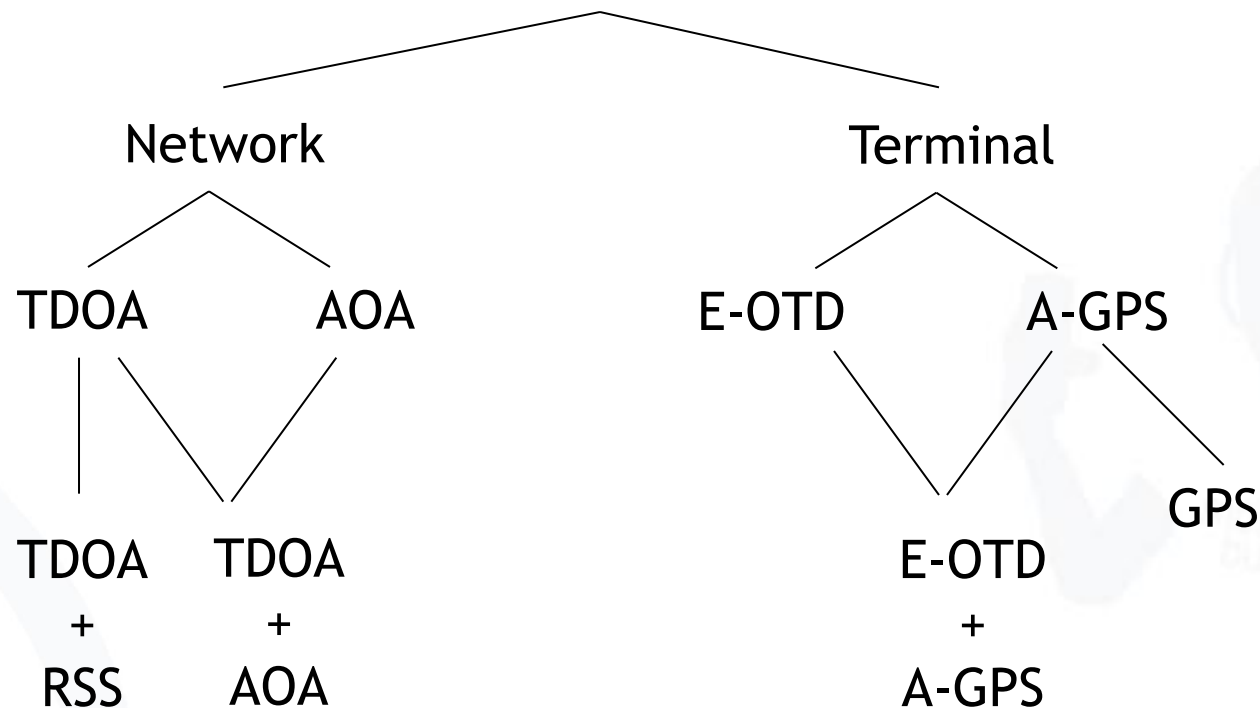 Network Terminal
TDOA AOA E-OTD A-GPS
GPS
TDOA TDOA E-OTD
+ + +
RSS AOA A-GPS